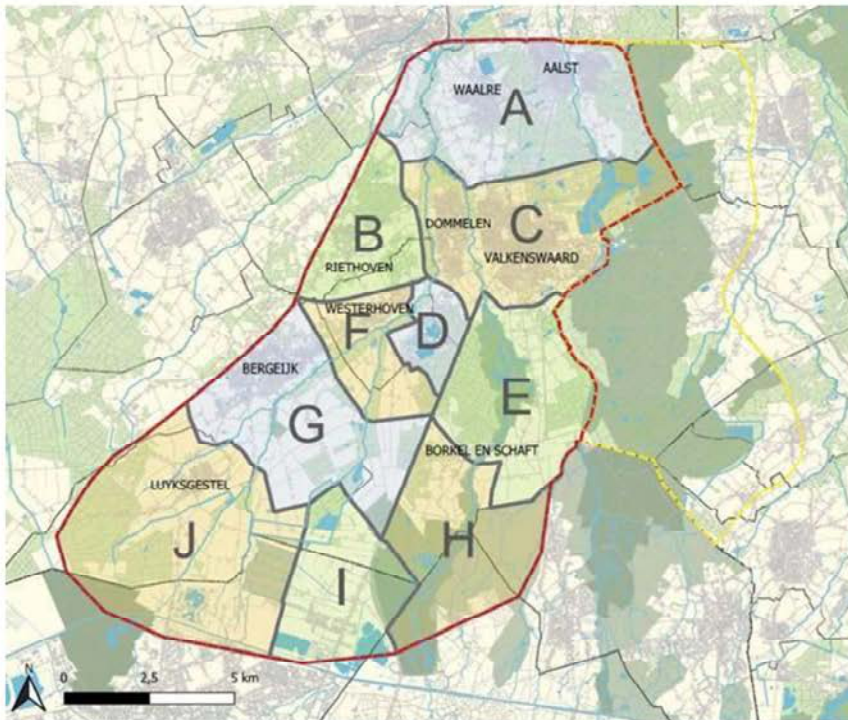 AALST
WAALRE
A
B
DOMMELEN
C
VALKENSWAARD
RIETHOVEN
WESTERHOVEN
F
D
BERGEIJK
G
E
BORKEL EN SCHAFT
LUYKSGESTEL
J
H
I
N
0 2,5 5 km